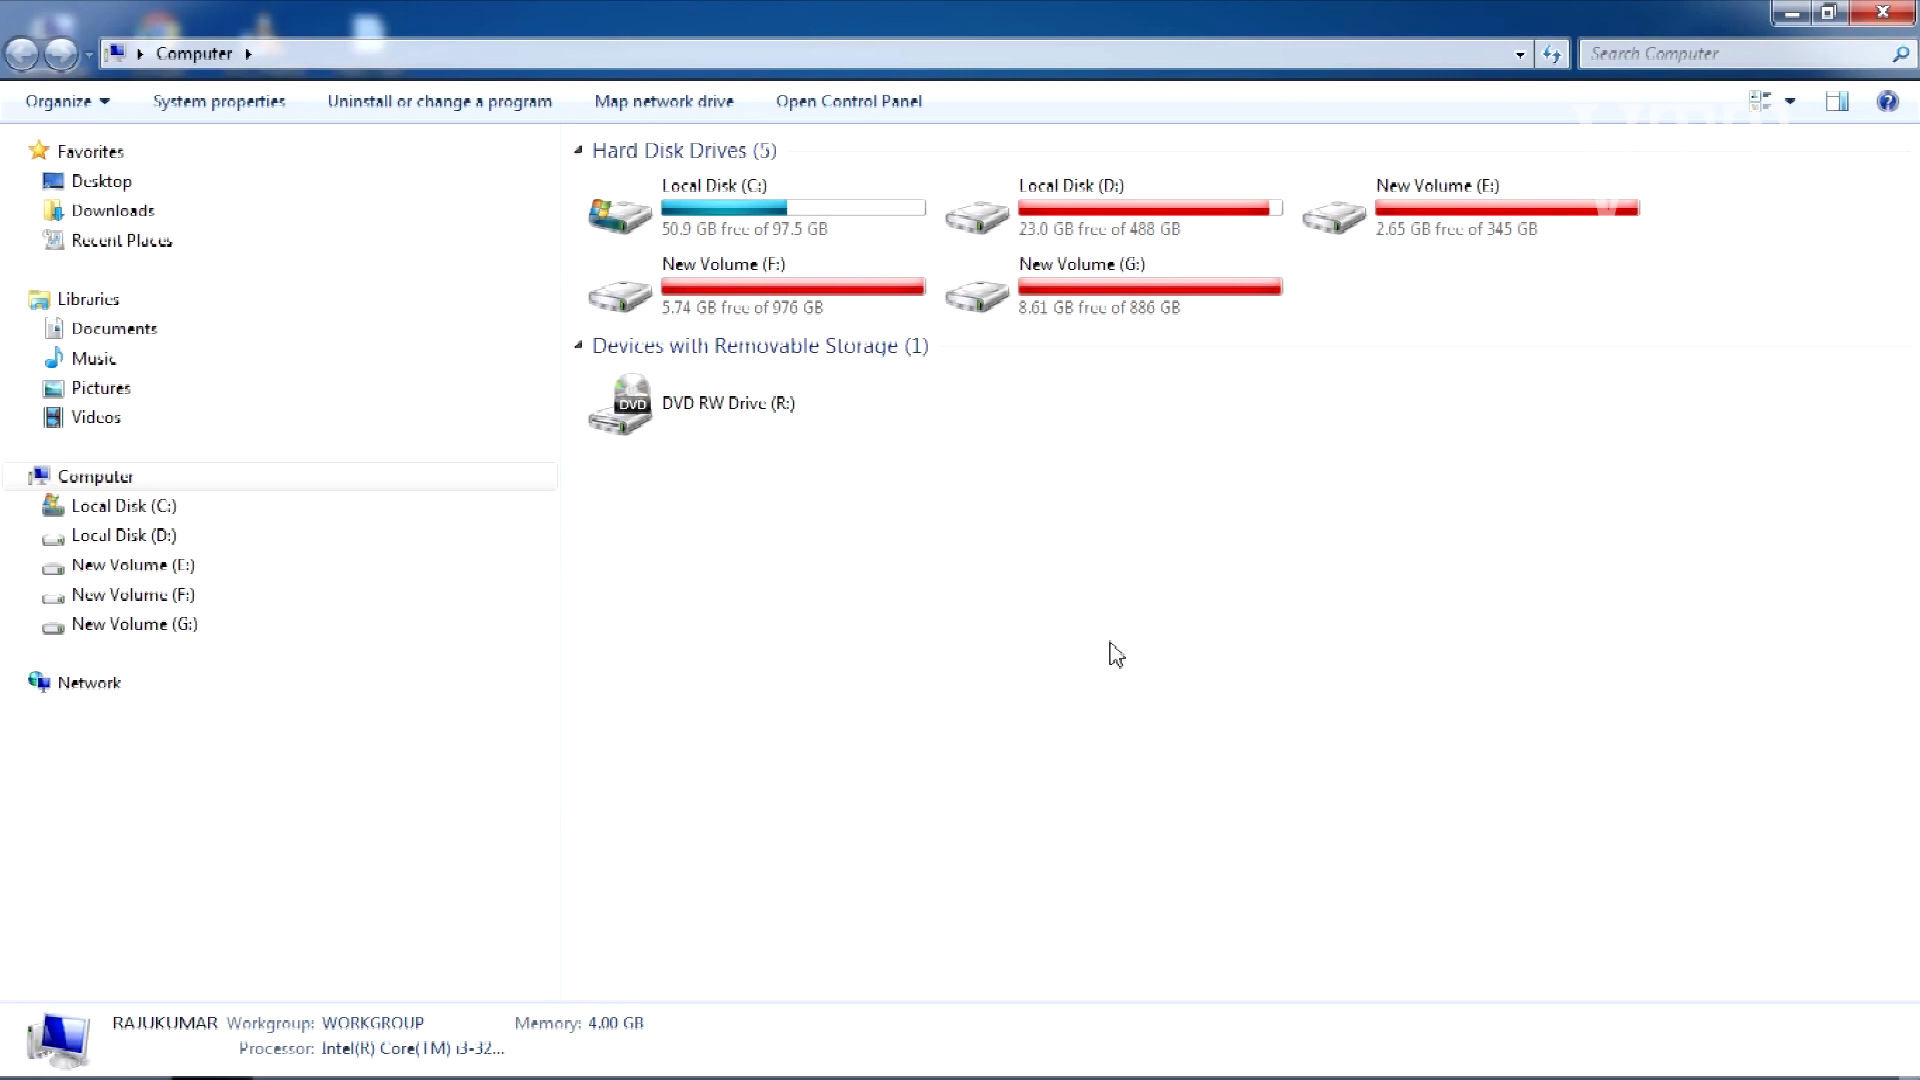 Computer
Search Computer
Organize
System properties
Uninstall or change a program
Map network drive
Open Control Panel
Favorites
Desktop
Downloads
Recent Places
Libraries
Documents
Music
Pictures
Videos
Computer
Local Disk (C:)
Local Disk (D:)
New Volume (E:)
New Volume (F:)
New Volume (G:)
Network
Hard Disk Drives (5)
Local Disk (C:)
50.9 GB free of 97.5 GB
Local Disk (D:)
23.0 GB free of 488 GB
New Volume (E:)
2.65 GB free of 345 GB
New Volume (F:)
5.74 GB free of 976 GB
New Volume (G:)
8.61 GB free of 886 GB
Devices with Removable Storage (1)
DVD
DVD RW Drive (R:)
RAJUKUMAR Workgroup: WORKGROUP Memory: 4.00 GB
Processor: Intel(R) Core(TM) i3-32...